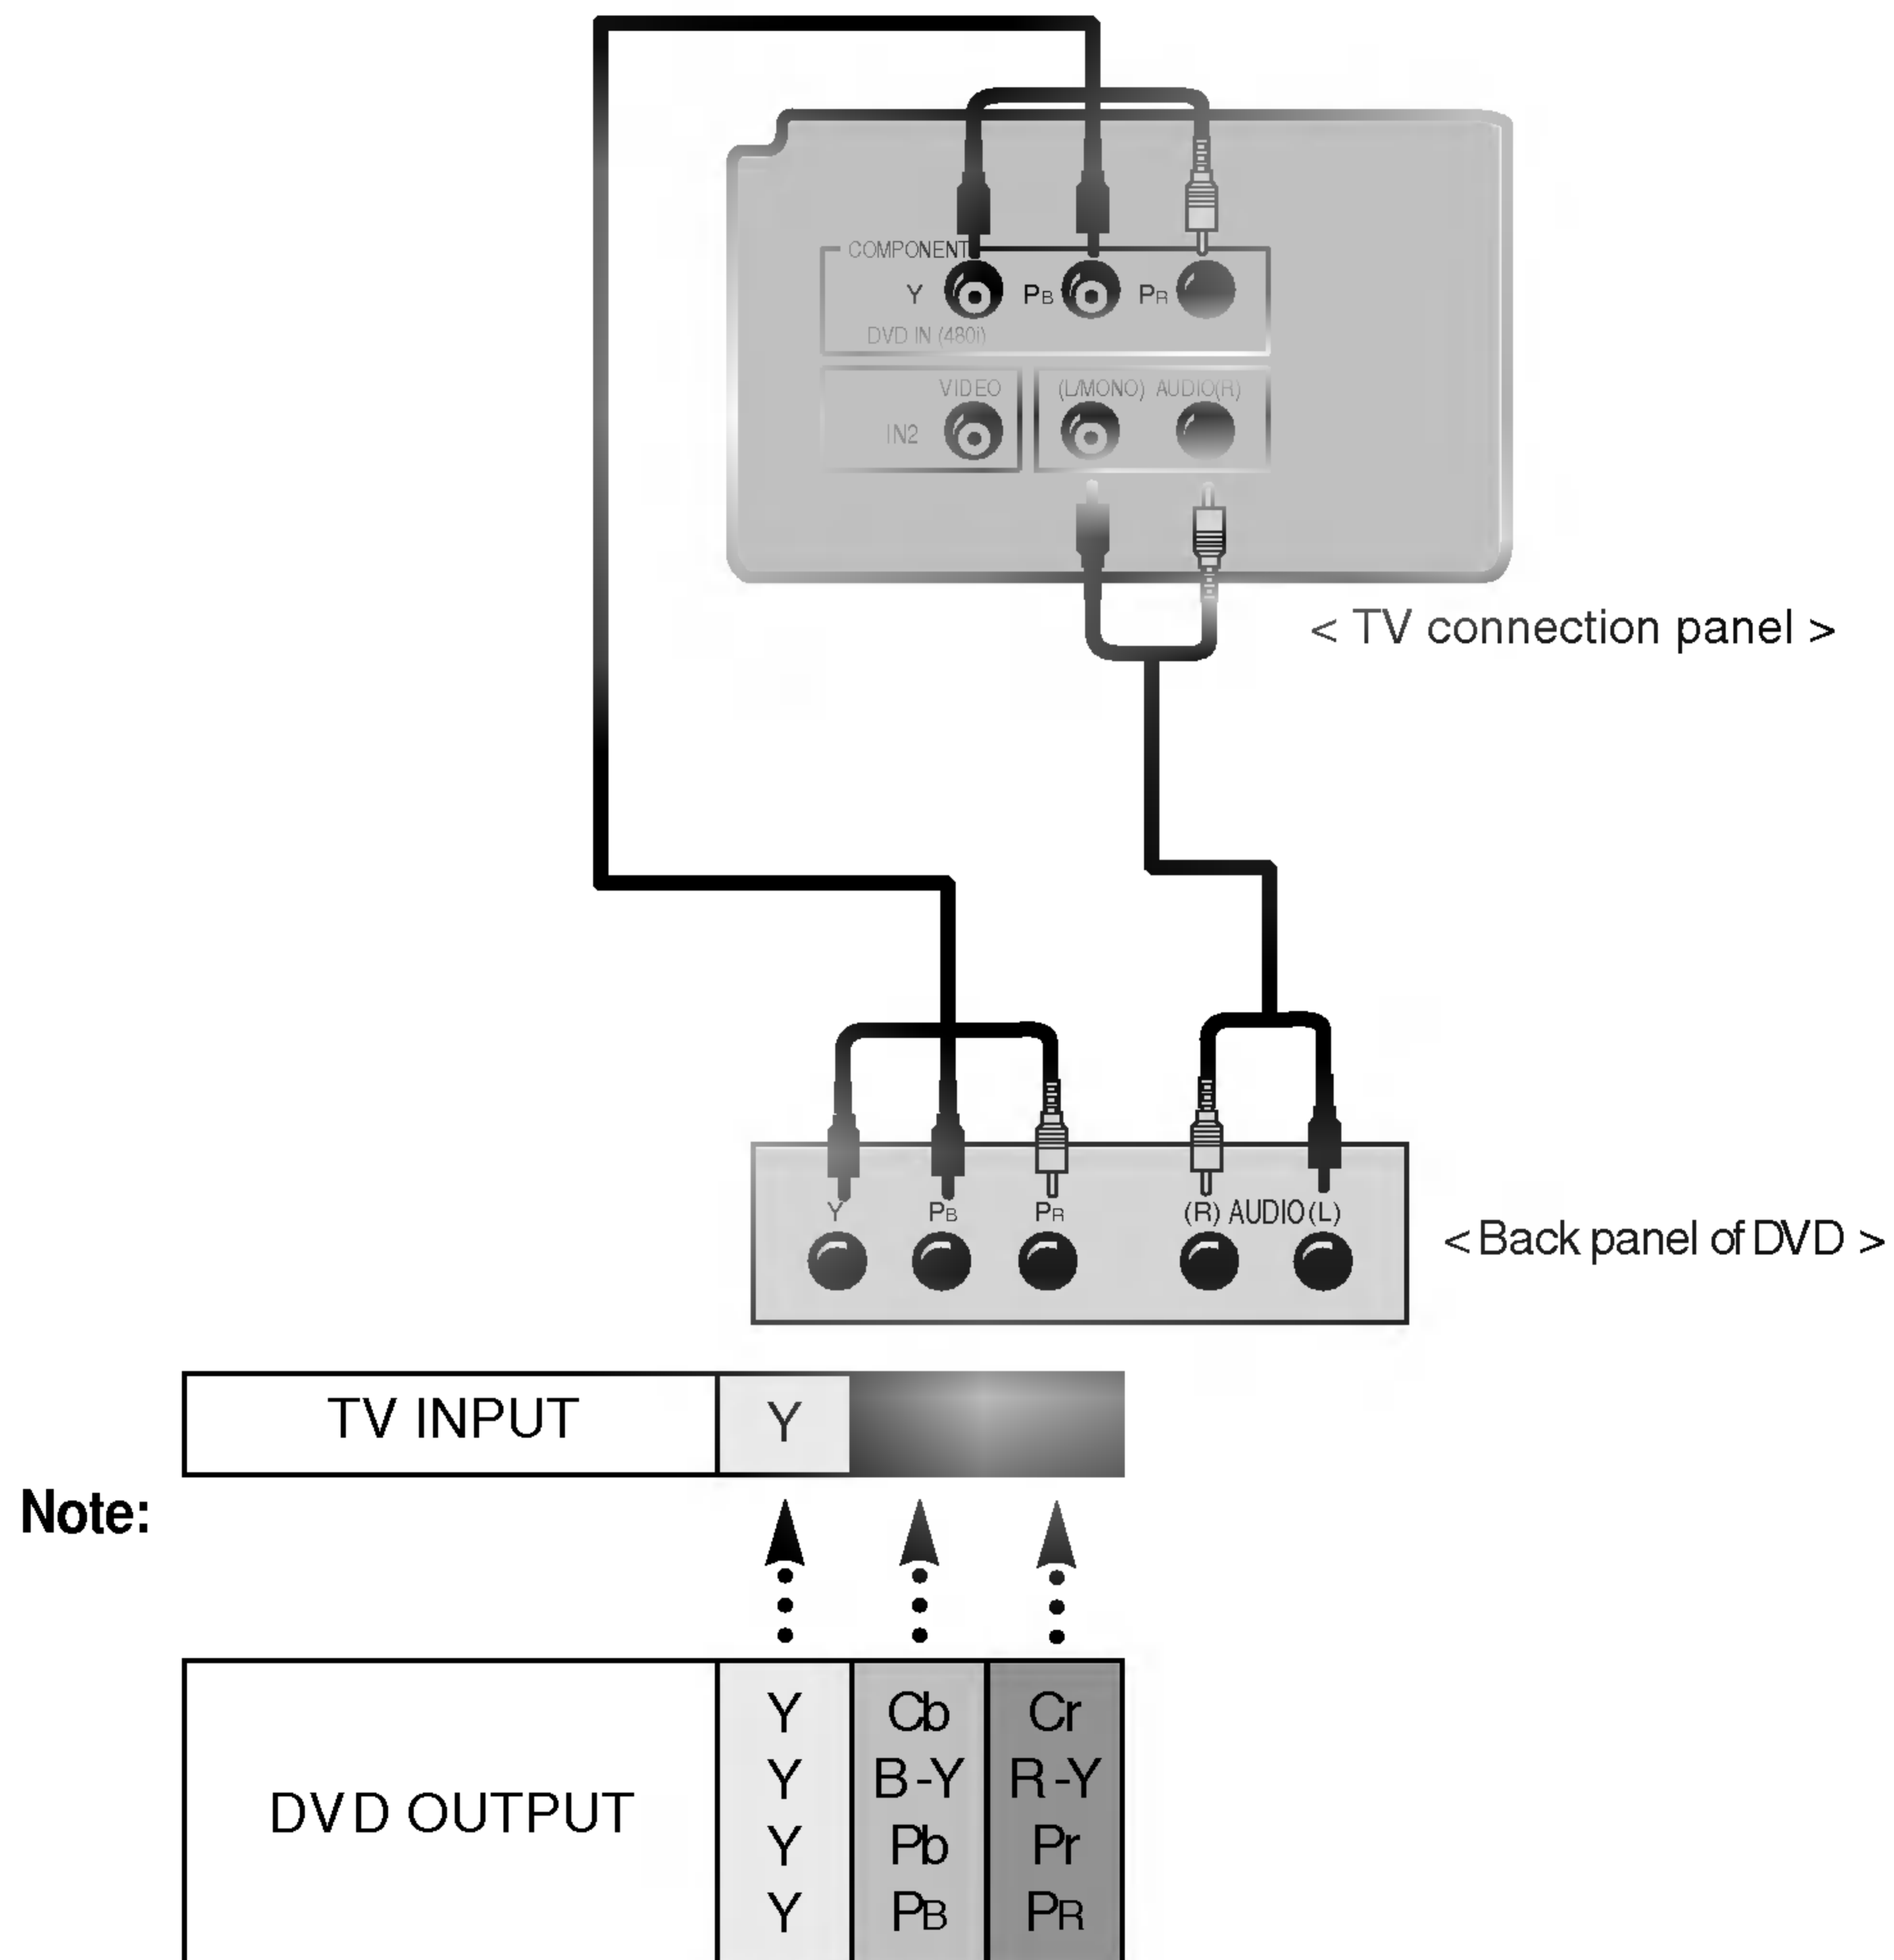 COMPONENT
Y PB PR
DVD IN (480i)
VIDEO (L/MONO) AUDIO(R)
IN2
< TV connection panel >
Y PB PR (R) AUDIO (L)
< Back panel of DVD >
TV INPUT Y
Note:
DVD OUTPUT
Y Cb Cr
Y B-Y R-Y
Y Pb Pr
Y PB PR